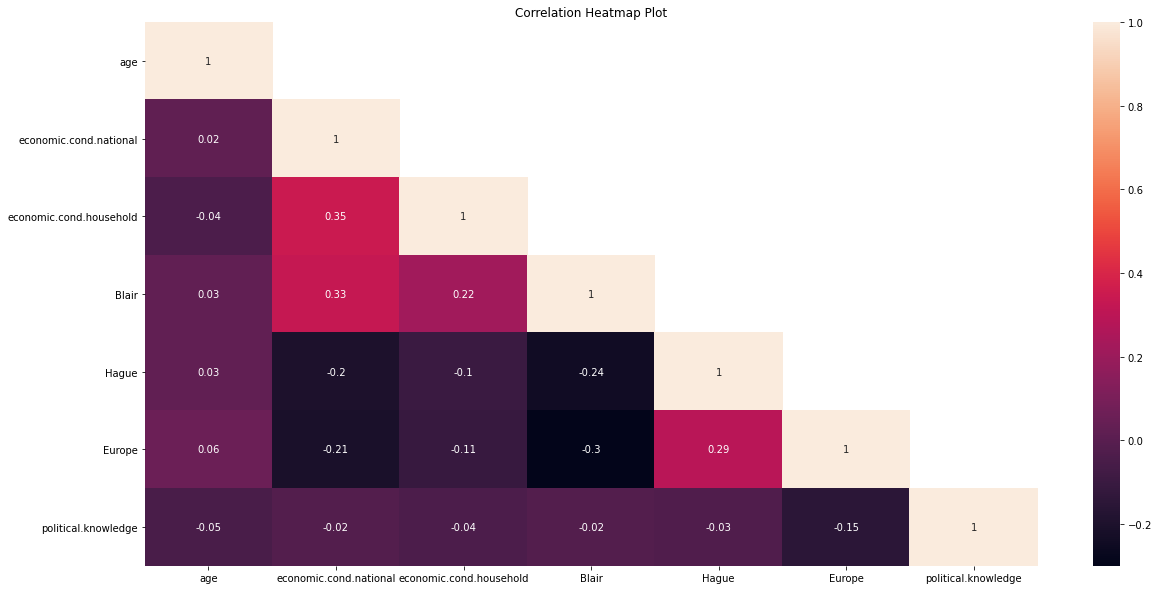 Correlation Heatmap Plot
age 1
economic.cond.national 0.02 1
economic.cond.household -0.04 0.35 1
Blair 0.03 0.33 0.22 1
Hague 0.03 -0.2 -0.1 -0.24 1
Europe 0.06 -0.21 -0.11 -0.3 0.29 1
political.knowledge -0.05 -0.02 -0.04 -0.02 -0.03 -0.15 1
age economic.cond.national economic.cond.household Blair Hague Europe political.knowledge
1.0
0.8
0.6
0.4
0.2
0.0
−0.2